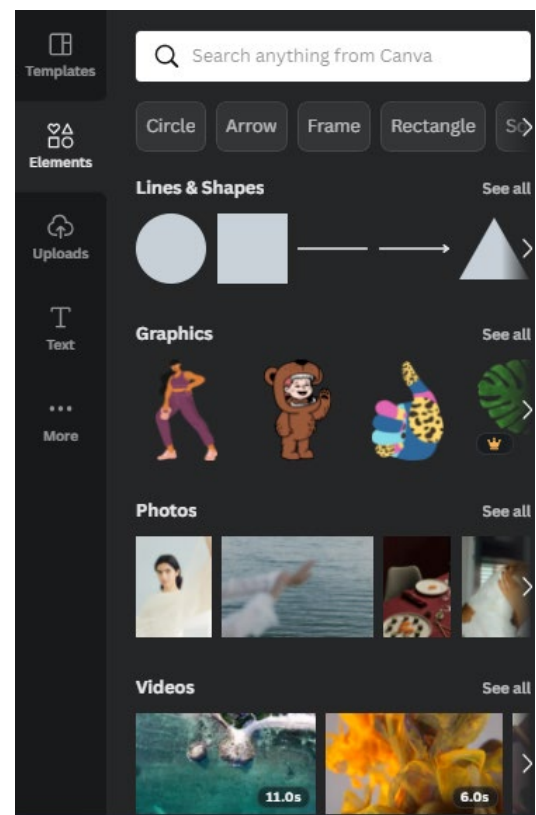 Templates
Elements
Uploads
Text
More
Search anything from Canva
Circle Arrow Frame Rectangle
Lines & Shapes See all
Graphics See all
Photos See all
Videos See all
11.0s 6.0s